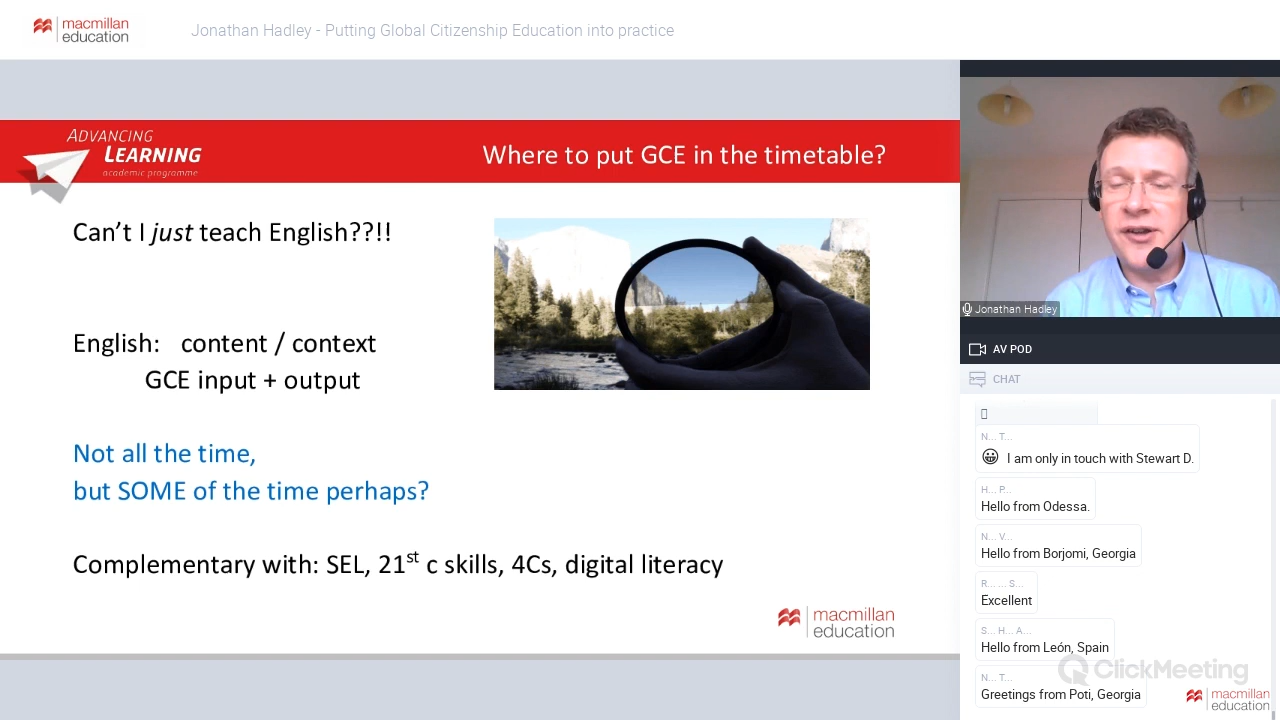 macmillan
education
Jonathan Hadley - Putting Global Citizenship Education into practice
ADVANCING
LEARNING
academic programme
Where to put GCE in the timetable?
Can't I just teach English??!!
English: content / context
GCE input + output
Not all the time,
but SOME of the time perhaps?
Complementary with: SEL, 21st c skills, 4Cs, digital literacy
macmillan
education
Jonathan Hadley
AV POD
CHAT
N... T...
😀 I am only in touch with Stewart D.
H... P...
Hello from Odessa.
N... V...
Hello from Borjomi, Georgia
R... ... S...
Excellent
S... H... A...
Hello from León, Spain
N... T...
Greetings from Poti, Georgia
ClickMeeting
macmillan
education